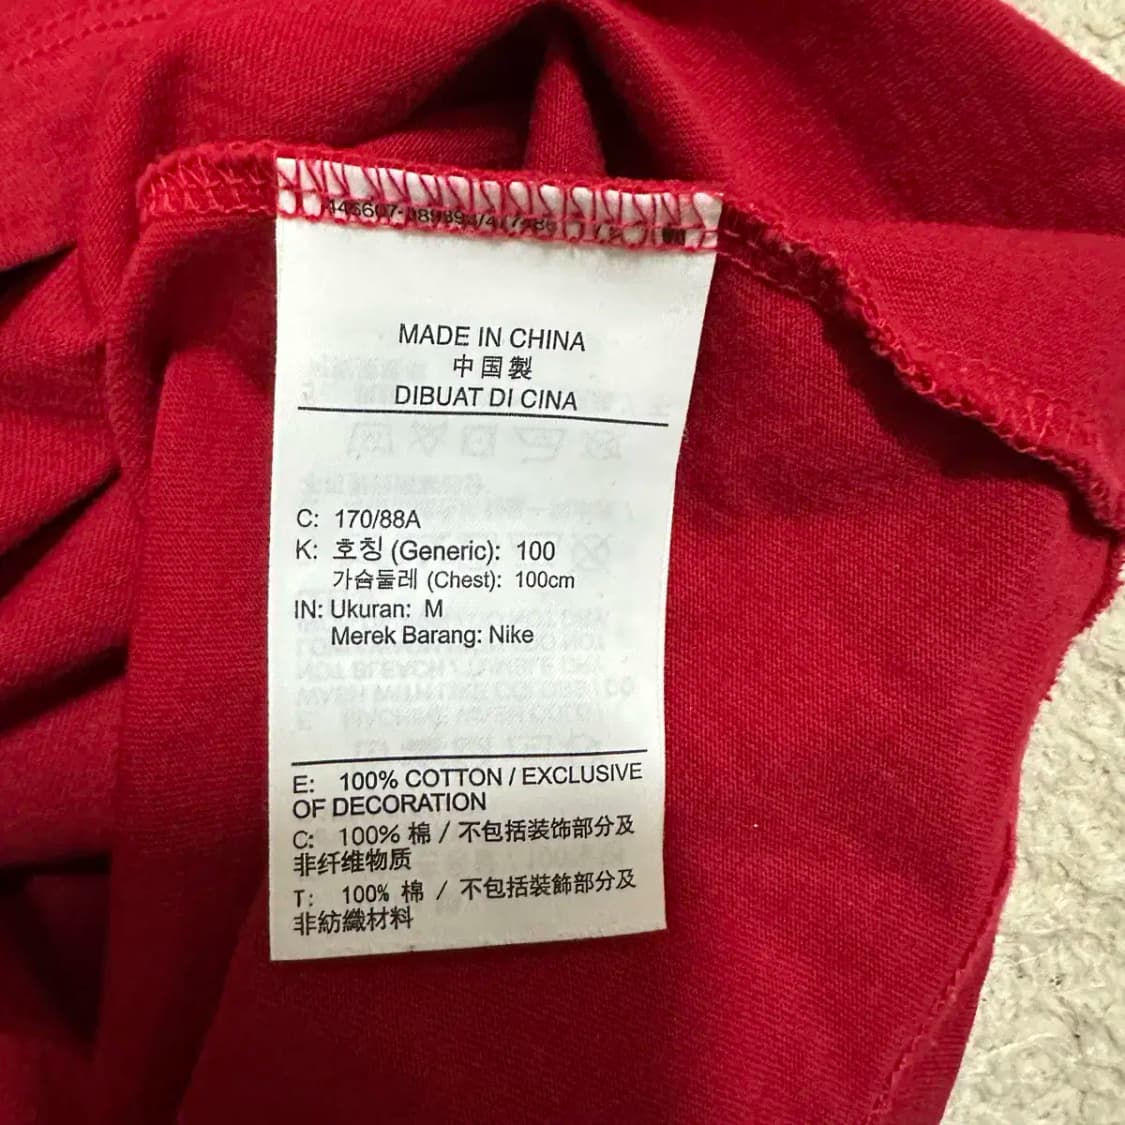 MADE IN CHINA
中国製
DIBUAT DI CINA
C: 170/88A
K: 호칭 (Generic): 100
가슴둘레 (Chest): 100cm
IN: Ukuran: M
Merek Barang: Nike
E: 100% COTTON / EXCLUSIVE
OF DECORATION
C: 100% 棉 / 不包括装饰部分及
非纤维物质
T: 100% 棉 / 不包括裝飾部分及
非紡織材料